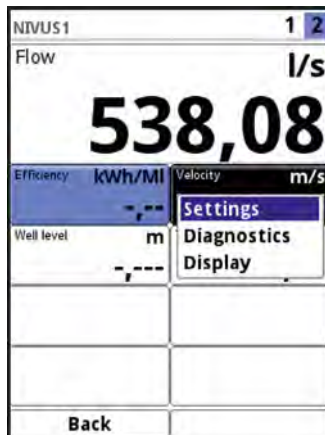 NIVUS1 1 2
Flow l/s
538,08
Efficiency kWh/Ml Velocity m/s
-,--
Settings
Well level m Diagnostics
-,--- Display
Back